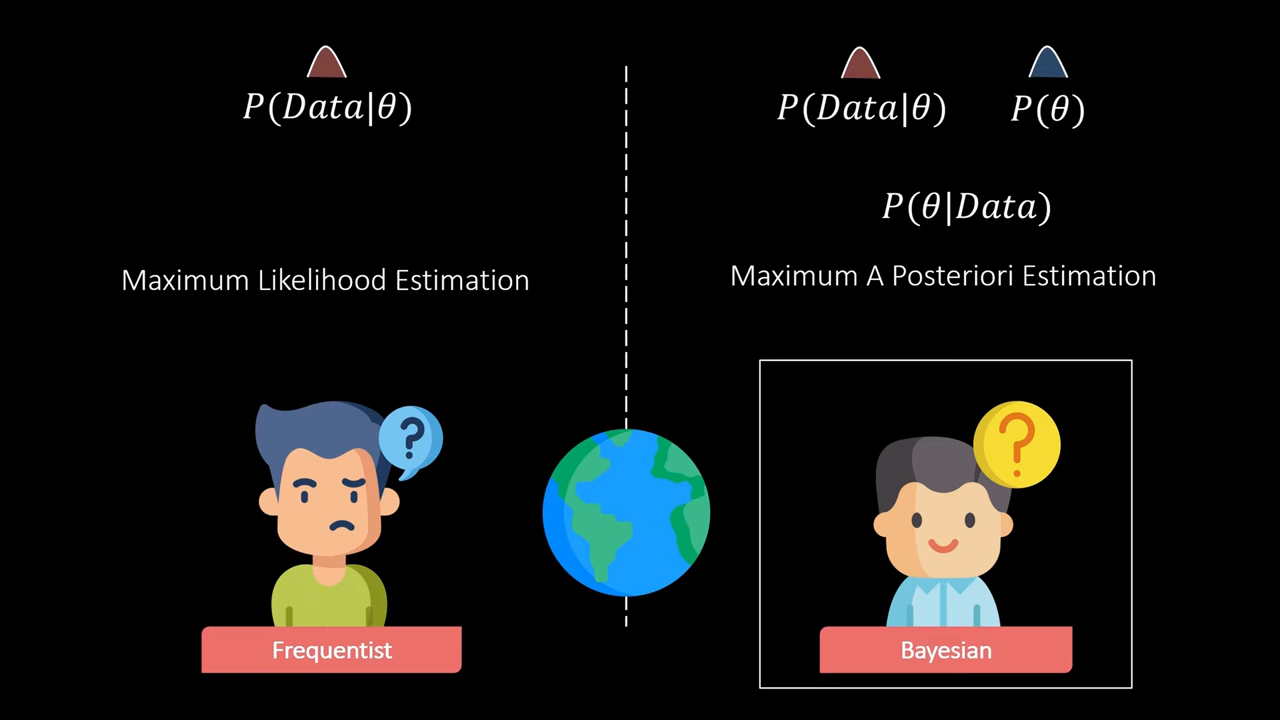 P(Data|θ)
Maximum Likelihood Estimation
?
Frequentist
P(Data|θ) P(θ)
P(θ|Data)
Maximum A Posteriori Estimation
?
Bayesian